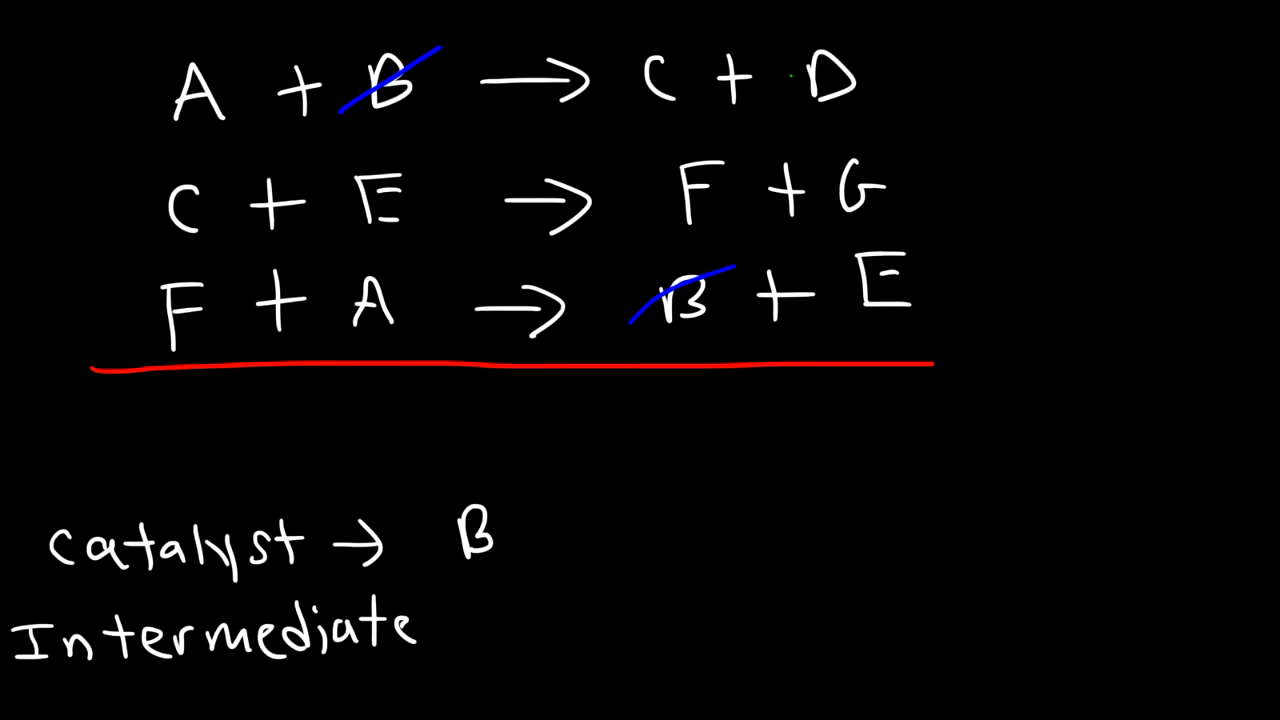 A + B → C + D
C + E → F + G
F + A → B + E
Catalyst → B
Intermediate